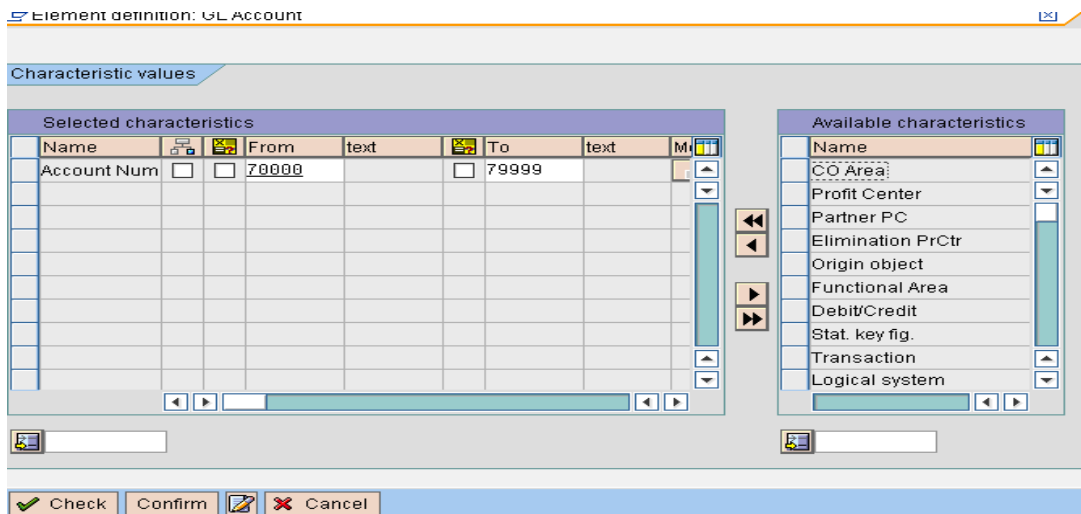 Element definition: GL Account
Characteristic values
Selected characteristics
Name From text To text M
Account Num 70000 79999
Available characteristics
Name
CO Area
Profit Center
Partner PC
Elimination PrCtr
Origin object
Functional Area
Debit/Credit
Stat. key fig.
Transaction
Logical system
Check Confirm Cancel